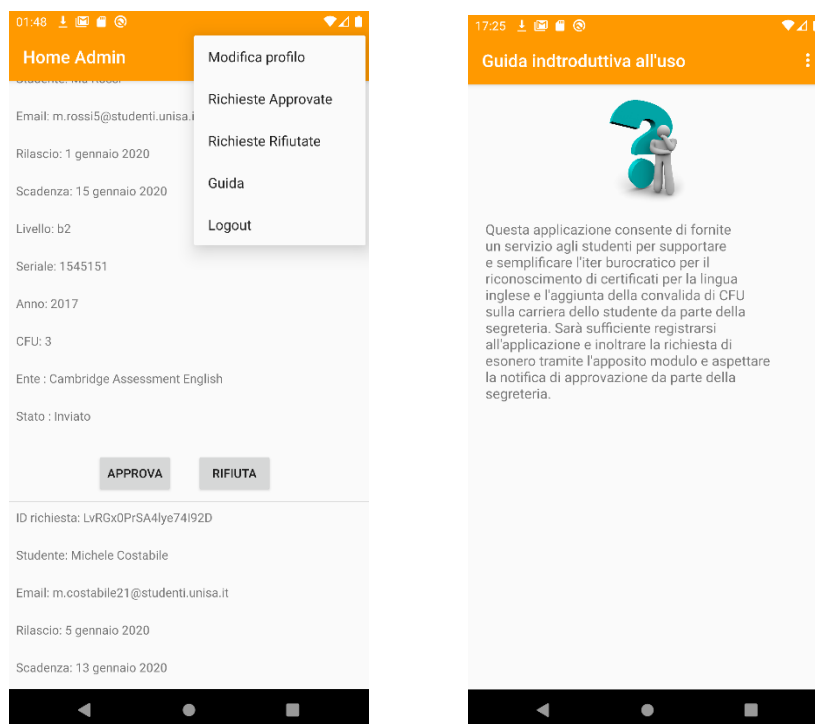 01:48
Home Admin
Modifica profilo
Richieste Approvate
Richieste Rifiutate
Guida
Logout
Email: m.rossi5@studenti.unisa.i
Rilascio: 1 gennaio 2020
Scadenza: 15 gennaio 2020
Livello: b2
Seriale: 1545151
Anno: 2017
CFU: 3
Ente : Cambridge Assessment English
Stato : Inviato
APPROVA
RIFIUTA
ID richiesta: LvRGx0PrSA4lye74I92D
Studente: Michele Costabile
Email: m.costabile21@studenti.unisa.it
Rilascio: 5 gennaio 2020
Scadenza: 13 gennaio 2020
17:25
Guida indtroduttiva all'uso
Questa applicazione consente di fornite
un servizio agli studenti per supportare
e semplificare l'iter burocratico per il
riconoscimento di certificati per la lingua
inglese e l'aggiunta della convalida di CFU
sulla carriera dello studente da parte della
segreteria. Sarà sufficiente registrarsi
all'applicazione e inoltrare la richiesta di
esonero tramite l'apposito modulo e aspettare
la notifica di approvazione da parte della
segreteria.